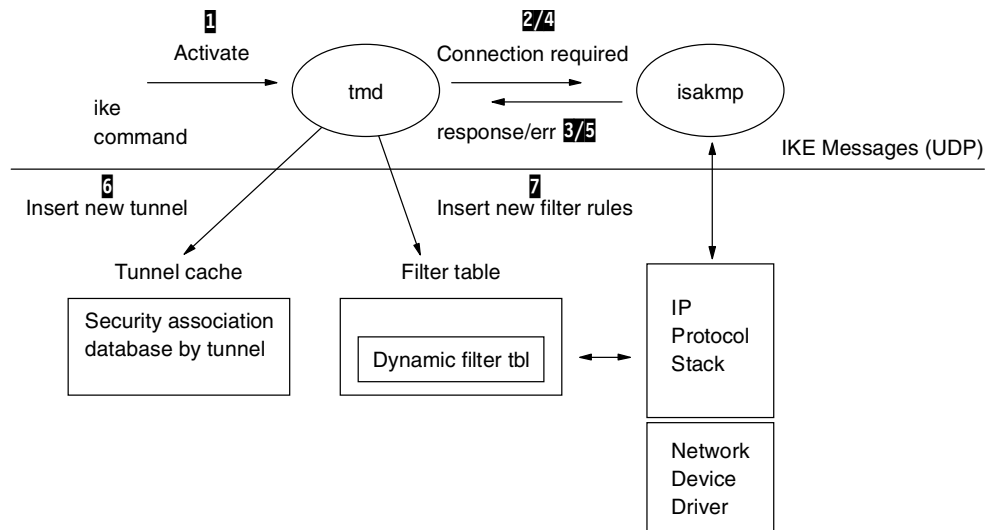 1
2/4
Activate
Connection required
tmd
isakmp
ike
command
response/err 3/5
IKE Messages (UDP)
6
Insert new tunnel
7
Insert new filter rules
Tunnel cache
Filter table
Security association
database by tunnel
Dynamic filter tbl
IP
Protocol
Stack
Network
Device
Driver